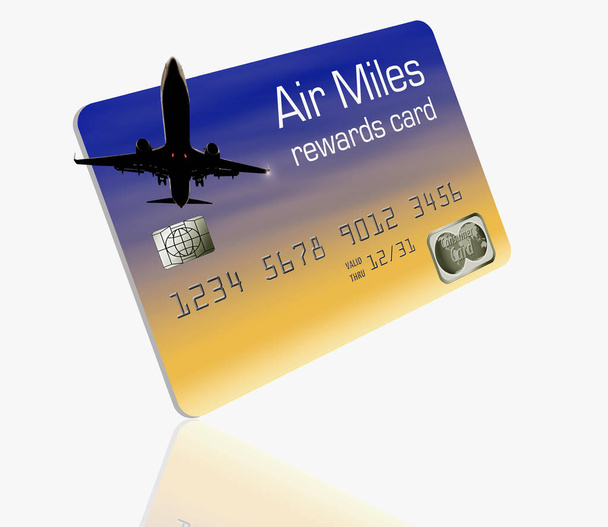 Air Miles
rewards card
1234 5678 9012 3456
VALID
THRU 12/31
Consumer
Card